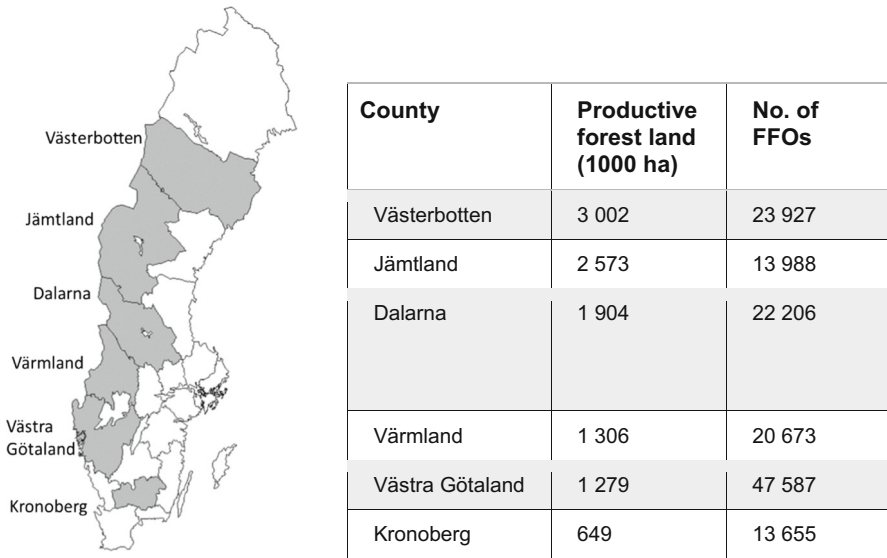 Västerbotten
Jämtland
Dalarna
Värmland
Västra
Götaland
Kronoberg
County
Productive
forest land
(1000 ha)
No. of
FFOs
Västerbotten 3 002 23 927
Jämtland 2 573 13 988
Dalarna 1 904 22 206
Värmland 1 306 20 673
Västra Götaland 1 279 47 587
Kronoberg 649 13 655